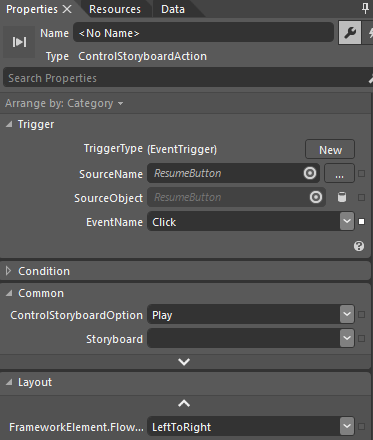 Properties Resources Data
Name <No Name>
Type ControlStoryboardAction
Search Properties
Arrange by: Category
Trigger
TriggerType (EventTrigger) New
SourceName ResumeButton ...
SourceObject ResumeButton
EventName Click
Condition
Common
ControlStoryboardOption Play
Storyboard
Layout
FrameworkElement.Flow... LeftToRight